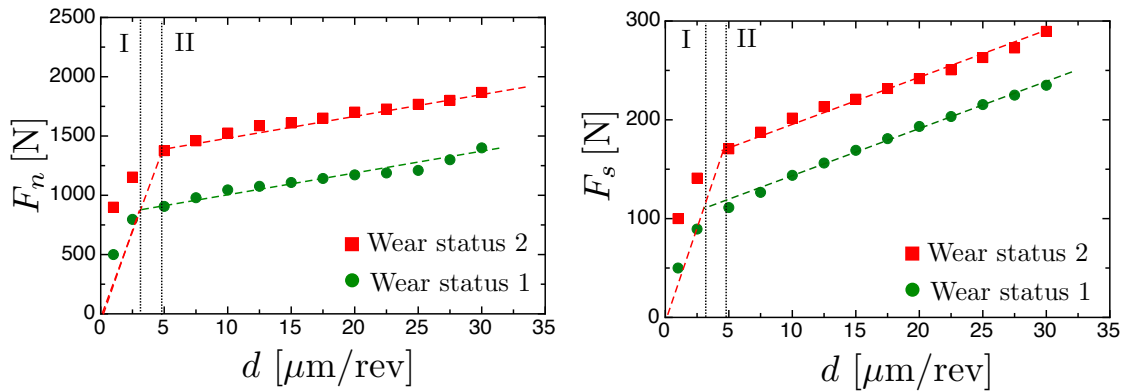 2500
2000
1500
1000
500
0
0 5 10 15 20 25 30 35
F_n [N]
d [μm/rev]
I II
Wear status 2
Wear status 1
300
200
100
0
0 5 10 15 20 25 30 35
F_s [N]
d [μm/rev]
I II
Wear status 2
Wear status 1